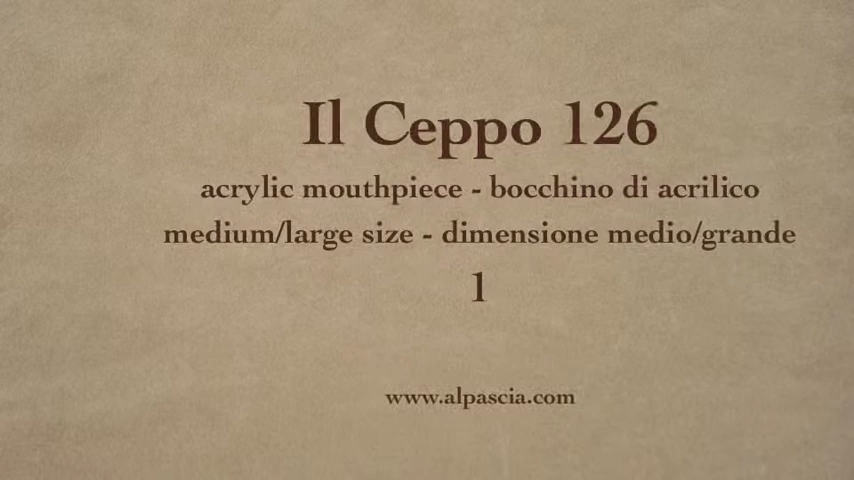 Il Ceppo 126
acrylic mouthpiece - bocchino di acrilico
medium/large size - dimensione medio/grande
1
www.alpascia.com